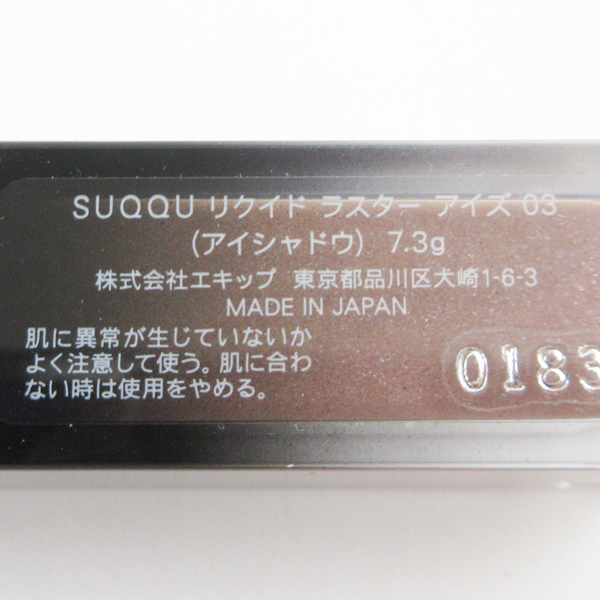 SUQQU リクイド ラスター アイズ 03
(アイシャドウ) 7.3g
株式会社エキップ 東京都品川区大崎1-6-3
MADE IN JAPAN
肌に異常が生じていないか
よく注意して使う。肌に合わ
ない時は使用をやめる。
0183